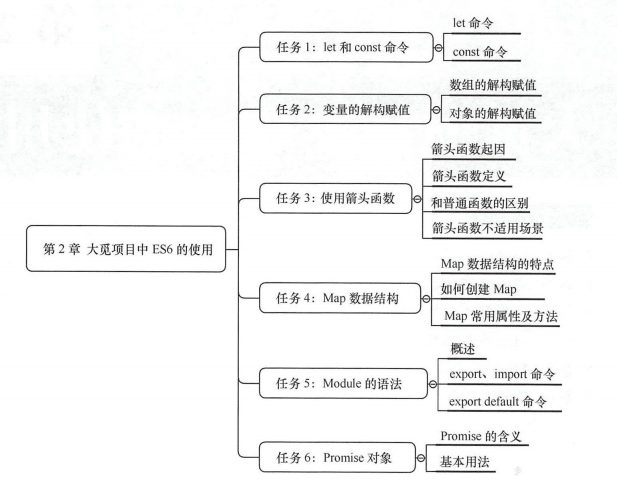 第 2 章 大觅项目中 ES6 的使用
任务 1：let 和 const 命令
let 命令
const 命令
任务 2：变量的解构赋值
数组的解构赋值
对象的解构赋值
任务 3：使用箭头函数
箭头函数起因
箭头函数定义
和普通函数的区别
箭头函数不适用场景
任务 4：Map 数据结构
Map 数据结构的特点
如何创建 Map
Map 常用属性及方法
任务 5：Module 的语法
概述
export、import 命令
export default 命令
任务 6：Promise 对象
Promise 的含义
基本用法